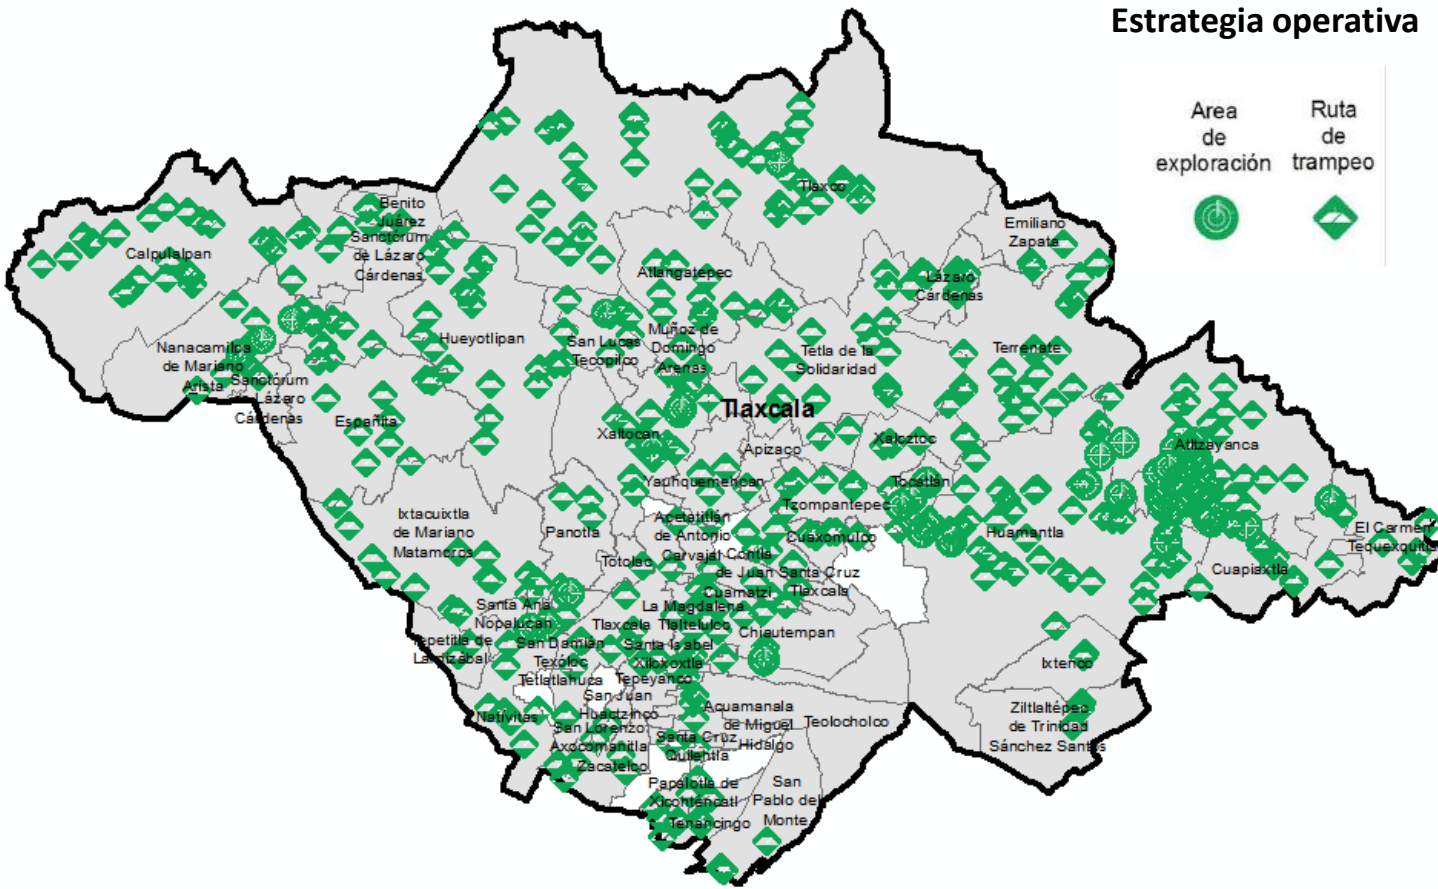 Estrategia operativa
Area
de
exploración
Ruta
de
trampeo
Tlaxco
Benito
Juárez
Sanctórum
de Lázaro
Cárdenas
Emiliano
Zapata
Calpulalpan
Atlangatepec
Lázaro
Cárdenas
Hueyotlipan
San Lucas
Tecopilco
Muñoz de
Domingo
Arenas
Tetla de la
Solidaridad
Terrenate
Nanacamilpa
de Mariano
Arista
Sanctórum
de Lázaro
Cárdenas
Españita
Tlaxcala
Xaltocan
Apizaco
Xaloztoc
Atltzayanca
Yauhquemehcan
Tocatlán
Tzompantepec
Ixtacuixtla
de Mariano
Matamoros
Panotla
Apetatitlán
de Antonio
Carvajal
Cuaxomulco
Huamantla
El Carmen
Tequexquitla
Totolac
Contla
de Juan
Cuamatzi
Santa Cruz
Tlaxcala
Cuapiaxtla
Santa Ana
Nopalucan
La Magdalena
Tlaltelulco
Tlaxcala
Chiautempan
Tepetitla de
Lardizábal
San Damián
Texóloc
Santa Isabel
Xiloxoxtla
Tetlatlahuca
Tepeyanco
Ixtenco
San Juan
Huactzinco
Nativitas
Acuamanala
de Miguel
Hidalgo
Teolocholco
Ziltlaltépec
de Trinidad
Sánchez Santos
San Lorenzo
Axocomanitla
Santa Cruz
Quilehtla
Zacatelco
Papalotla de
Xicohténcatl
San
Pablo del
Monte
Tenancingo